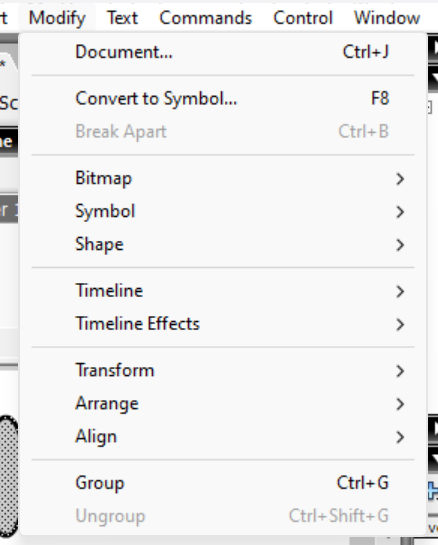 Modify Text Commands Control Window
Document... Ctrl+J
Convert to Symbol... F8
Break Apart Ctrl+B
Bitmap
Symbol
Shape
Timeline
Timeline Effects
Transform
Arrange
Align
Group Ctrl+G
Ungroup Ctrl+Shift+G